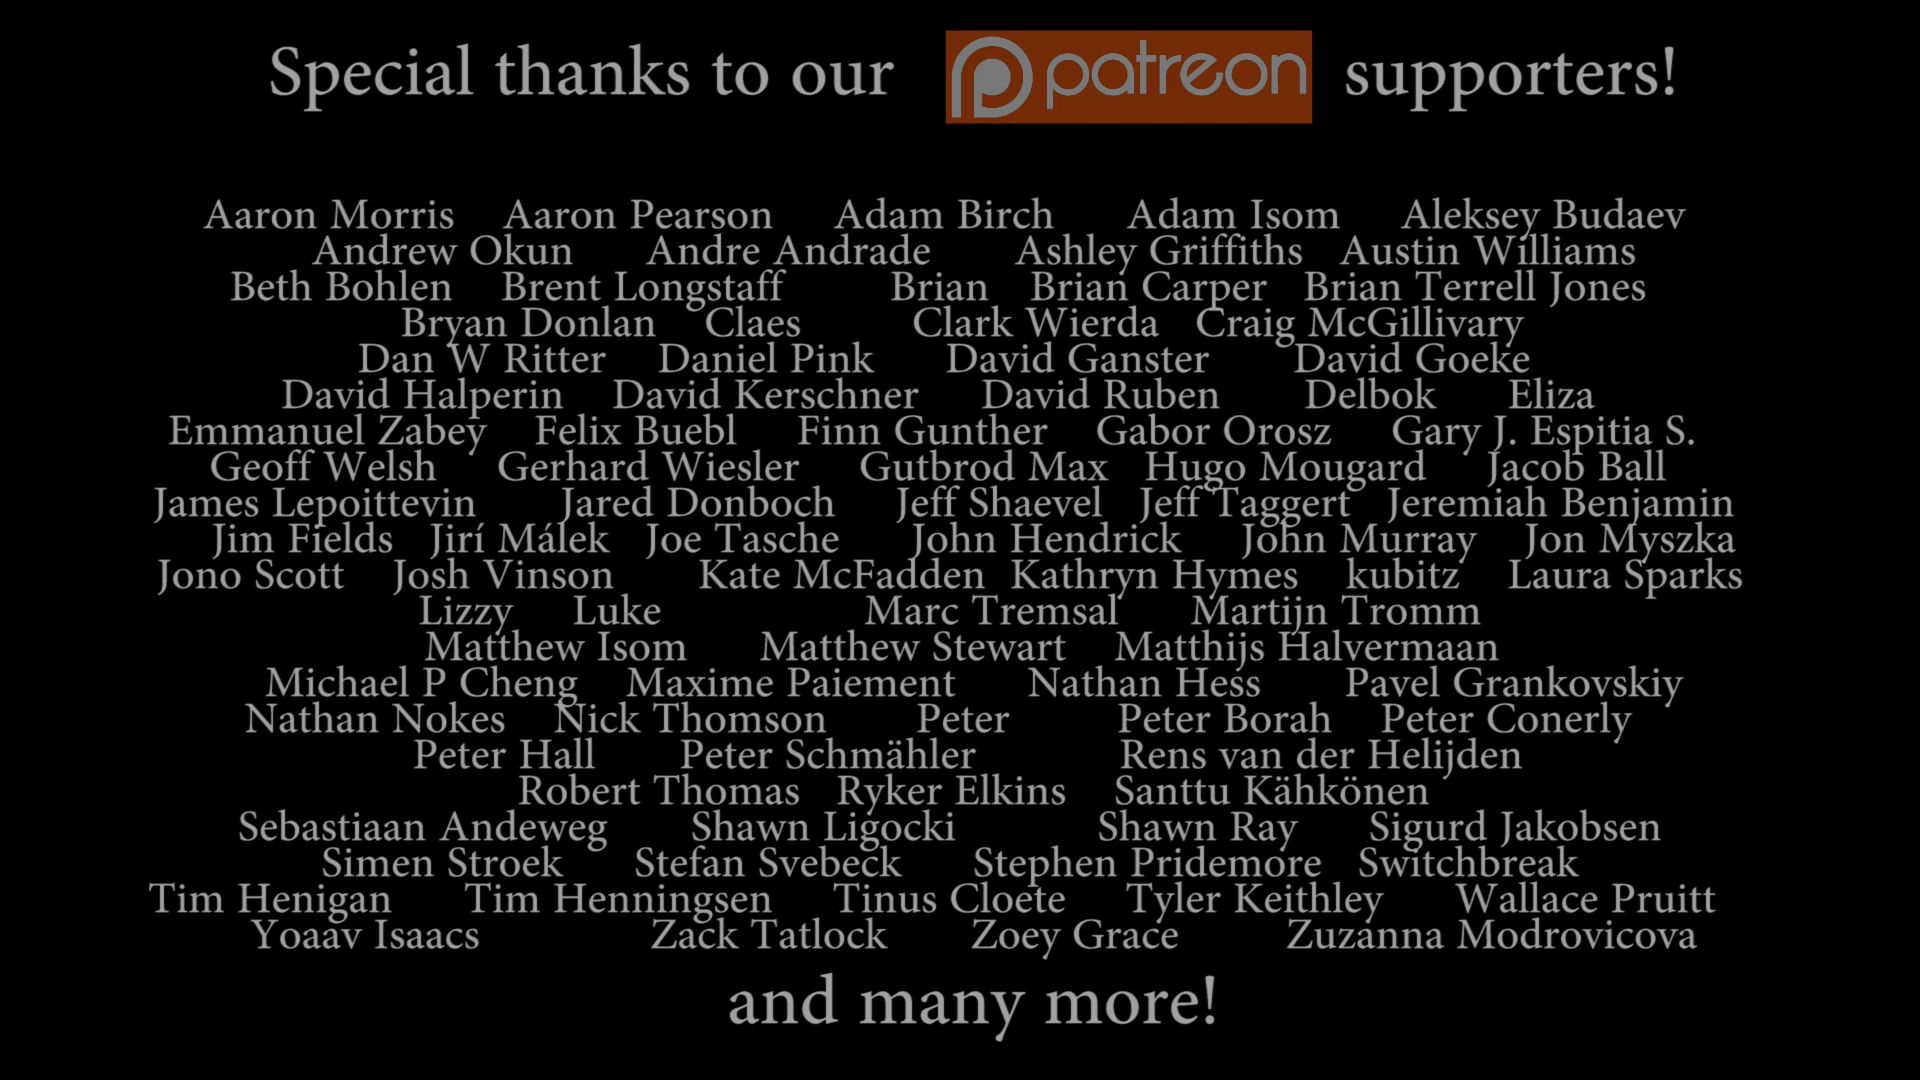 Special thanks to our patreon supporters!
Aaron Morris Aaron Pearson Adam Birch Adam Isom Aleksey Budaev
Andrew Okun Andre Andrade Ashley Griffiths Austin Williams
Beth Bohlen Brent Longstaff Brian Brian Carper Brian Terrell Jones
Bryan Donlan Claes Clark Wierda Craig McGillivary
Dan W Ritter Daniel Pink David Ganster David Goeke
David Halperin David Kerschner David Ruben Delbok Eliza
Emmanuel Zabey Felix Buebl Finn Gunther Gabor Orosz Gary J. Espitia S.
Geoff Welsh Gerhard Wiesler Gutbrod Max Hugo Mougard Jacob Ball
James Lepoittevin Jared Donboch Jeff Shaevel Jeff Taggert Jeremiah Benjamin
Jim Fields Jirí Málek Joe Tasche John Hendrick John Murray Jon Myszka
Jono Scott Josh Vinson Kate McFadden Kathryn Hymes kubitz Laura Sparks
Lizzy Luke Marc Tremsal Martijn Tromm
Matthew Isom Matthew Stewart Matthijs Halvermaan
Michael P Cheng Maxime Paiement Nathan Hess Pavel Grankovskiy
Nathan Nokes Nick Thomson Peter Peter Borah Peter Conerly
Peter Hall Peter Schmähler Rens van der Helijden
Robert Thomas Ryker Elkins Santtu Kähkönen
Sebastiaan Andeweg Shawn Ligocki Shawn Ray Sigurd Jakobsen
Simen Stroek Stefan Svebeck Stephen Pridemore Switchbreak
Tim Henigan Tim Henningsen Tinus Cloete Tyler Keithley Wallace Pruitt
Yoaav Isaacs Zack Tatlock Zoey Grace Zuzanna Modrovicova
and many more!